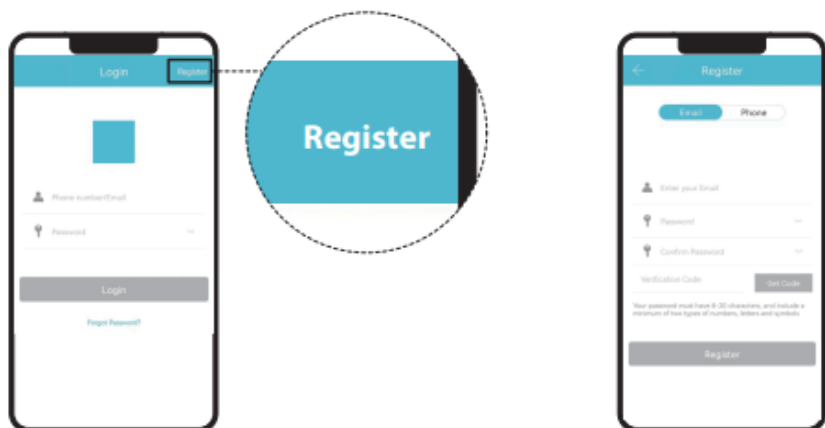 Login
Register
Phone number/Email
Password
Login
Forgot Password?
Register
Register
Email
Phone
Enter your Email
Password
Confirm Password
Verification Code
Get Code
Your password must have 8-20 characters, and include a
minimum of two types of numbers, letters and symbols
Register